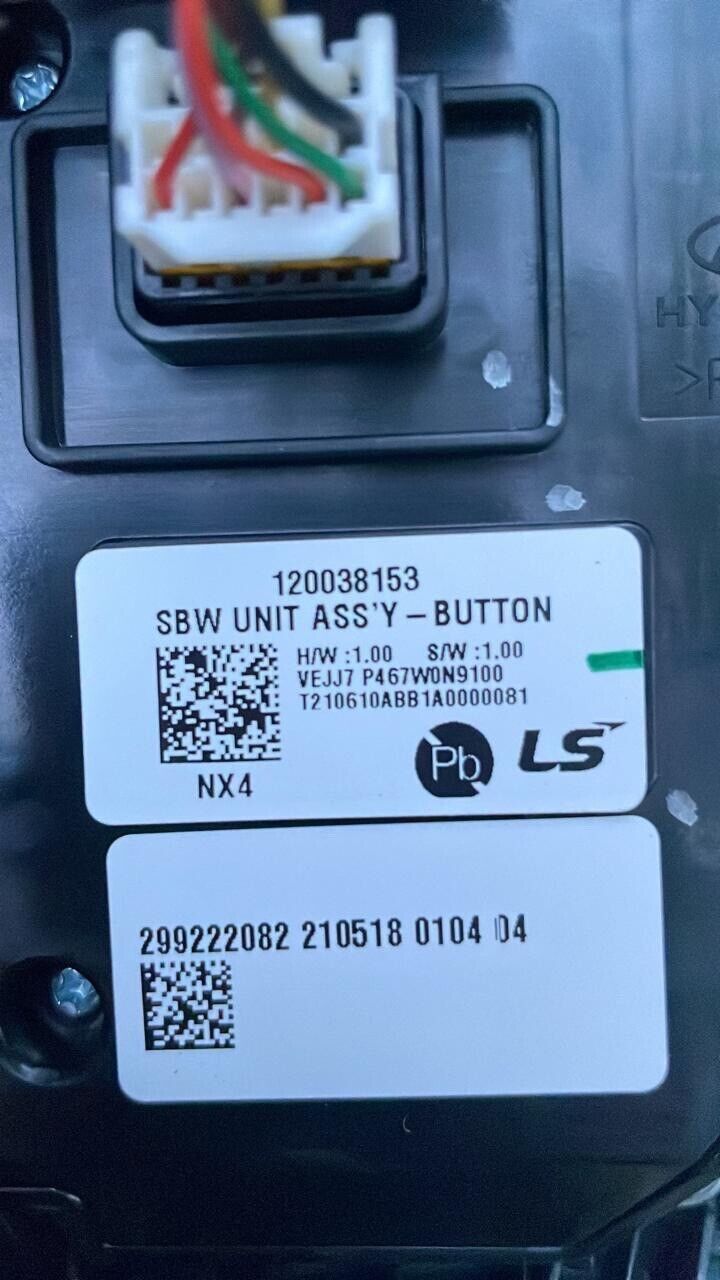 HY
>P
120038153
SBW UNIT ASS'Y – BUTTON
H/W :1.00 S/W :1.00
VEJJ7 P467W0N9100
T210610ABB1A0000081
Pb
LS
NX4
299222082 210518 0104 04